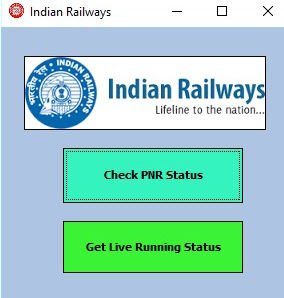 Indian Railways
भारतीय रेल
INDIAN RAILWAYS
Indian Railways
Lifeline to the nation...
Check PNR Status
Get Live Running Status